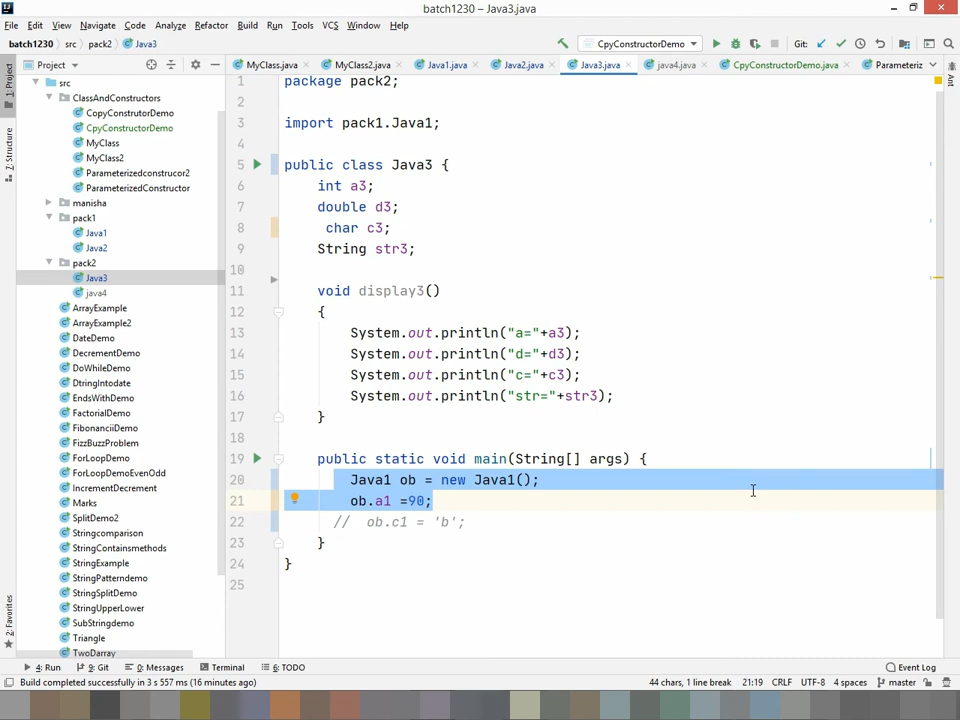 batch1230 – Java3.java
File Edit View Navigate Code Analyze Refactor Build Run Tools VCS Window Help
batch1230 src pack2 Java3
CpyConstructorDemo
Git:
Project
MyClass.java MyClass2.java Java1.java Java2.java Java3.java java4.java CpyConstructorDemo.java Parameteriz
1: Project
7: Structure
2: Favorites
Ant
src
ClassAndConstructors
CopyConstrutorDemo
CpyConstructorDemo
MyClass
MyClass2
Parameterizedconstrucor2
ParameterizedConstructor
manisha
pack1
Java1
Java2
pack2
Java3
java4
ArrayExample
ArrayExample2
DateDemo
DecrementDemo
DoWhileDemo
DtringIntodate
EndsWithDemo
FactorialDemo
FibonanciiDemo
FizzBuzzProblem
ForLoopDemo
ForLoopDemoEvenOdd
IncrementDecrement
Marks
SplitDemo2
Stringcomparison
StringContainsmethods
StringExample
StringPatterndemo
StringSplitDemo
StringUpperLower
SubStringdemo
Triangle
TwoDarray
1 package pack2;
2
3 import pack1.Java1;
4
5 public class Java3 {
6 int a3;
7 double d3;
8 char c3;
9 String str3;
10
11 void display3()
12 {
13 System.out.println("a="+a3);
14 System.out.println("d="+d3);
15 System.out.println("c="+c3);
16 System.out.println("str="+str3);
17 }
18
19 public static void main(String[] args) {
20 Java1 ob = new Java1();
21 ob.a1 =90;
22 // ob.c1 = 'b';
23 }
24 }
25
4: Run 9: Git 0: Messages Terminal 6: TODO Event Log
Build completed successfully in 3 s 557 ms (16 minutes ago) 44 chars, 1 line break 21:19 CRLF UTF-8 4 spaces master